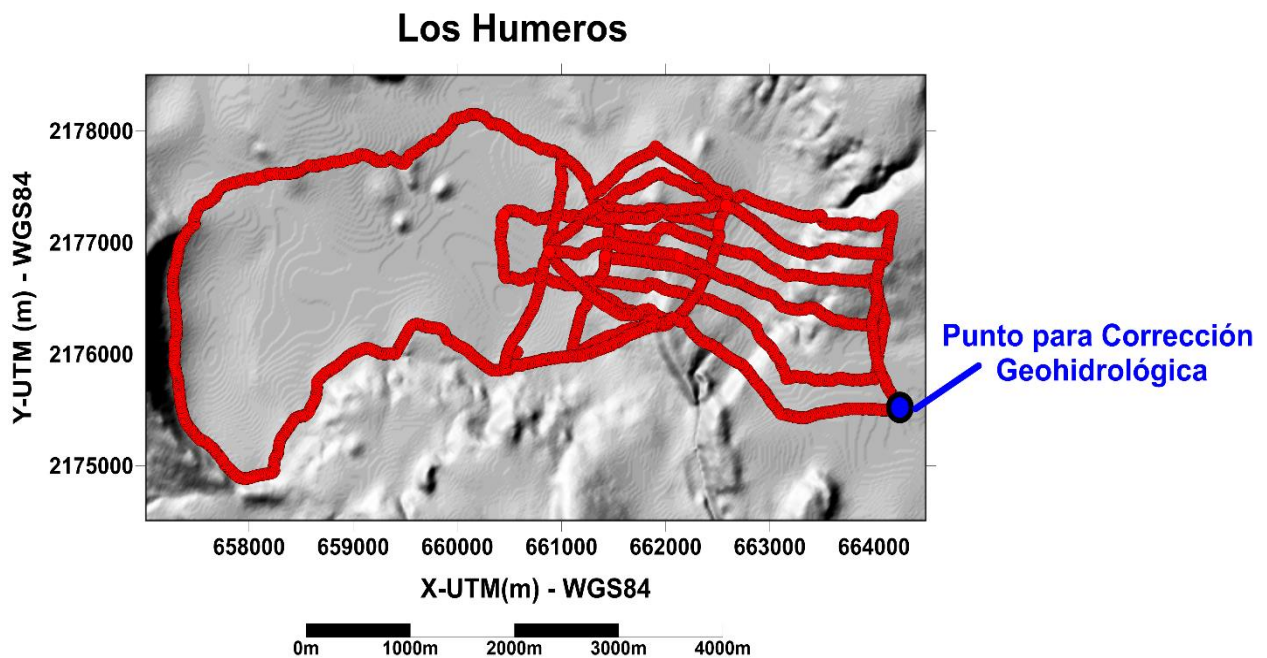 Los Humeros
2178000
2177000
2176000
2175000
Y-UTM (m) - WGS84
Punto para Corrección
Geohidrológica
658000 659000 660000 661000 662000 663000 664000
X-UTM(m) - WGS84
0m 1000m 2000m 3000m 4000m